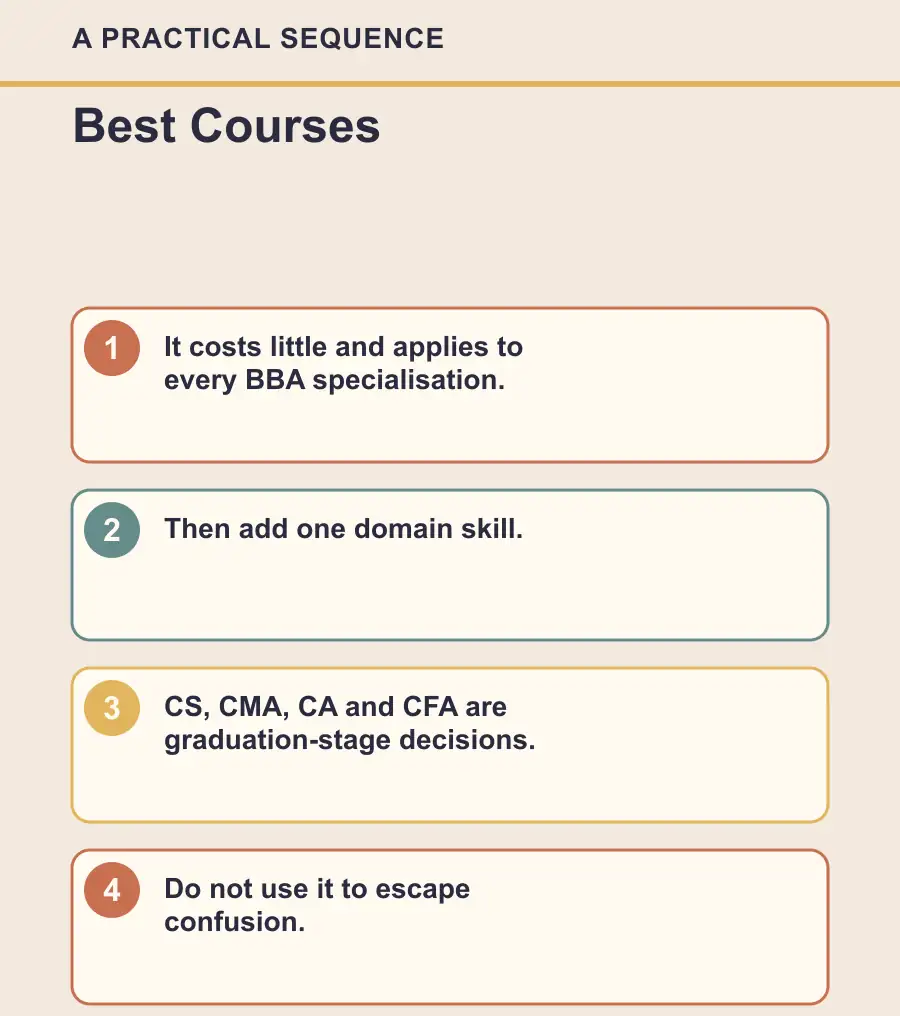 A PRACTICAL SEQUENCE
Best Courses
1
It costs little and applies to
every BBA specialisation.
2
Then add one domain skill.
3
CS, CMA, CA and CFA are
graduation-stage decisions.
4
Do not use it to escape
confusion.